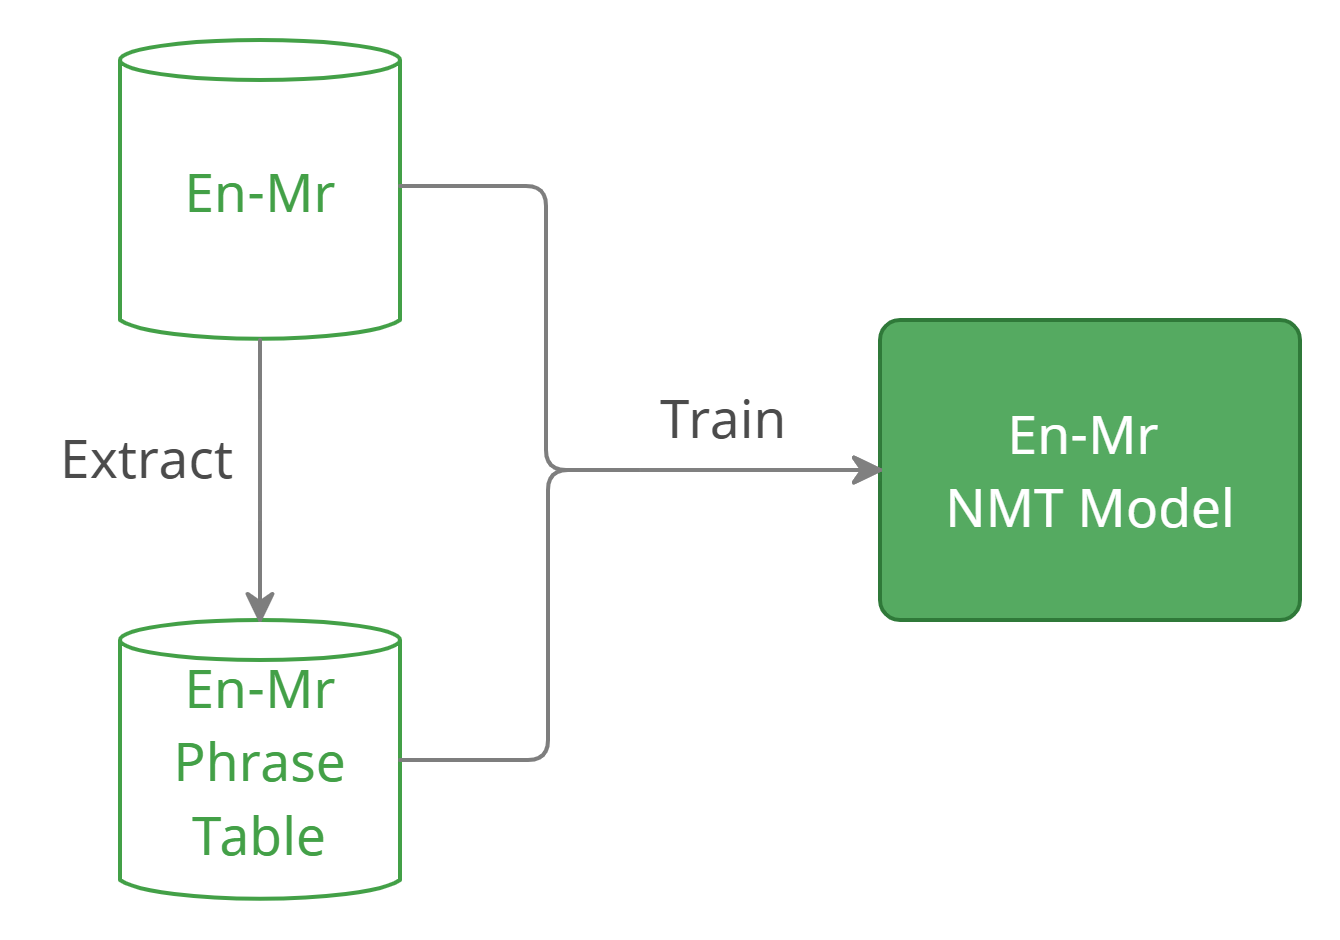 En-Mr
Extract
Train
En-Mr
NMT Model
En-Mr
Phrase
Table